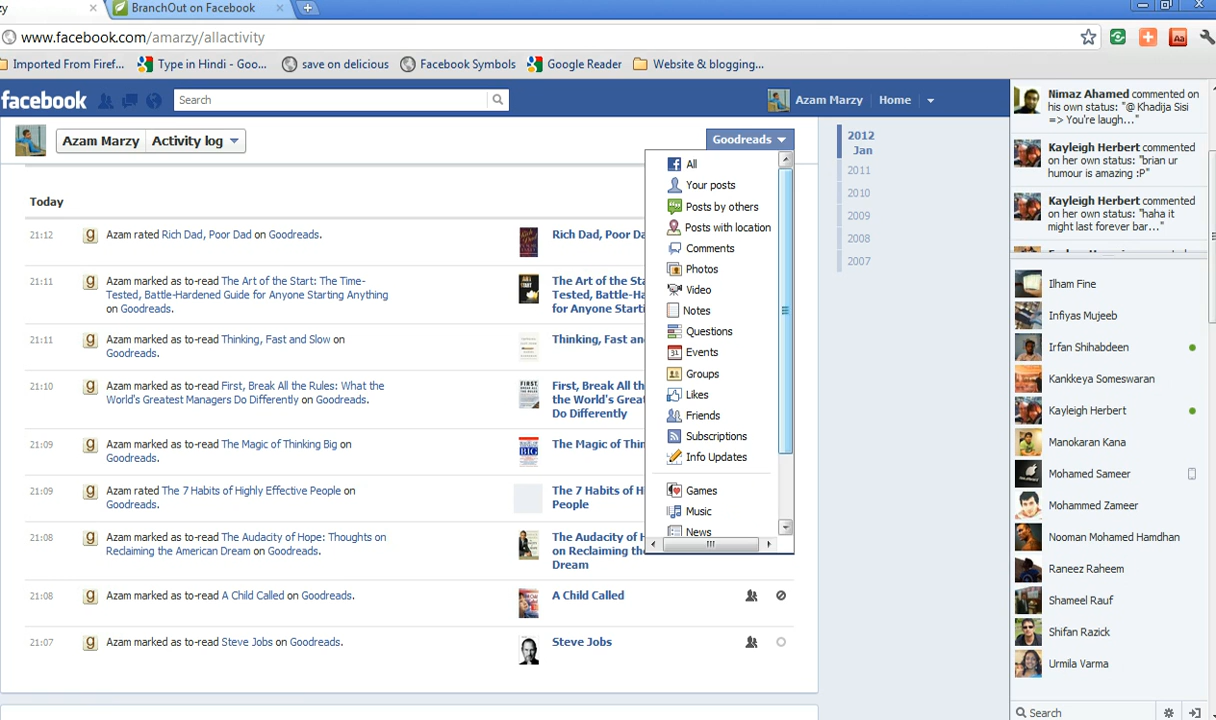 zy
BranchOut on Facebook
www.facebook.com/amarzy/allactivity
Imported From Firef...
Type in Hindi - Goo...
save on delicious
Facebook Symbols
Google Reader
Website & blogging...
facebook
Search
Azam Marzy
Home
Azam Marzy
Activity log
Goodreads
Today
21:12
Azam rated Rich Dad, Poor Dad on Goodreads.
Rich Dad, Poor Da
21:11
Azam marked as to-read The Art of the Start: The Time-
Tested, Battle-Hardened Guide for Anyone Starting Anything
on Goodreads.
The Art of the Sta
Tested, Battle-Ha
for Anyone Starti
21:11
Azam marked as to-read Thinking, Fast and Slow on
Goodreads.
Thinking, Fast an
21:10
Azam marked as to-read First, Break All the Rules: What the
World's Greatest Managers Do Differently on Goodreads.
First, Break All th
the World's Great
Do Differently
21:09
Azam marked as to-read The Magic of Thinking Big on
Goodreads.
The Magic of Thin
21:09
Azam rated The 7 Habits of Highly Effective People on
Goodreads.
The 7 Habits of H
People
21:08
Azam marked as to-read The Audacity of Hope: Thoughts on
Reclaiming the American Dream on Goodreads.
The Audacity of H
on Reclaiming the
Dream
21:08
Azam marked as to-read A Child Called on Goodreads.
A Child Called
21:07
Azam marked as to-read Steve Jobs on Goodreads.
Steve Jobs
All
Your posts
Posts by others
Posts with location
Comments
Photos
Video
Notes
Questions
Events
Groups
Likes
Friends
Subscriptions
Info Updates
Games
Music
News
2012
Jan
2011
2010
2009
2008
2007
Nimaz Ahamed commented on
his own status: "@ Khadija Sisi
=> You're laugh..."
Kayleigh Herbert commented
on her own status: "brian ur
humour is amazing :P"
Kayleigh Herbert commented
on her own status: "haha it
might last forever bar..."
Ilham Fine
Infiyas Mujeeb
Irfan Shihabdeen
Kankkeya Someswaran
Kayleigh Herbert
Manokaran Kana
Mohamed Sameer
Mohammed Zameer
Nooman Mohamed Hamdhan
Raneez Raheem
Shameel Rauf
Shifan Razick
Urmila Varma
Search